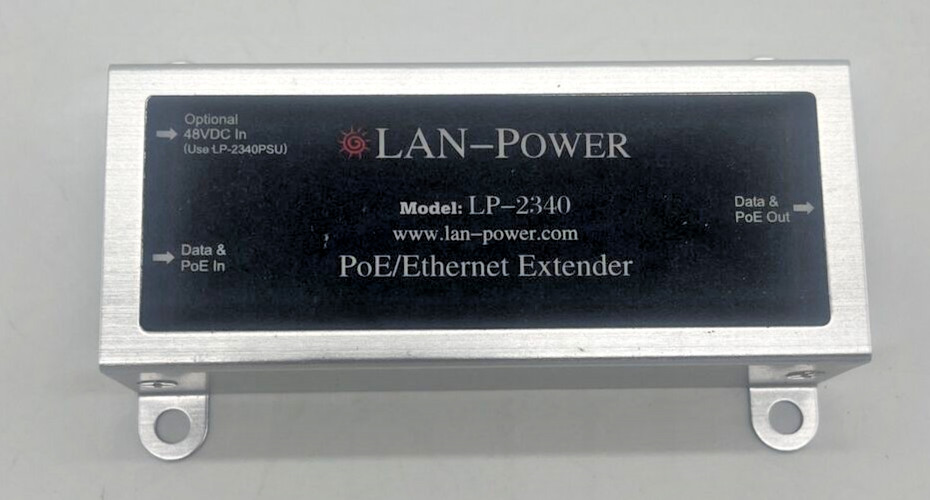 Optional
48VDC In
(Use LP-2340PSU)
LAN-POWER
Model: LP-2340
www.lan-power.com
Data &
PoE Out
Data &
PoE In
PoE/Ethernet Extender